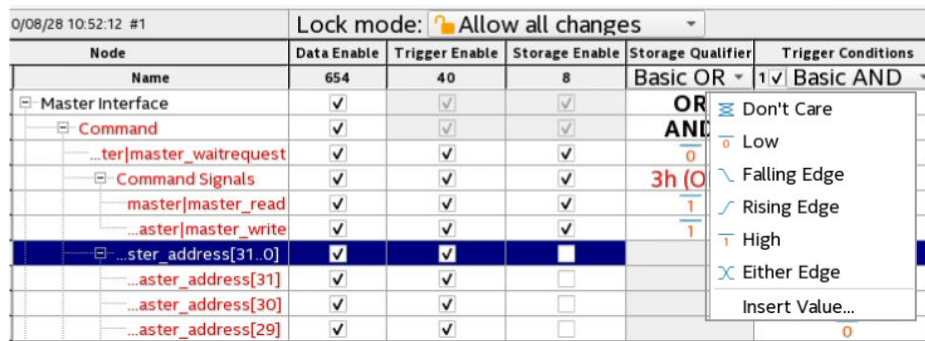 0/08/28 10:52:12 #1 Lock mode: Allow all changes
Node Data Enable Trigger Enable Storage Enable Storage Qualifier Trigger Conditions
Name 654 40 8 Basic OR 1 Basic AND
Master Interface OR
Command AND
...ter|master_waitrequest 0
Command Signals 3h (O
master|master_read 1
...aster|master_write 1
...ster_address[31..0]
...aster_address[31]
...aster_address[30]
...aster_address[29] 0
Don't Care
0 Low
Falling Edge
Rising Edge
1 High
Either Edge
Insert Value...